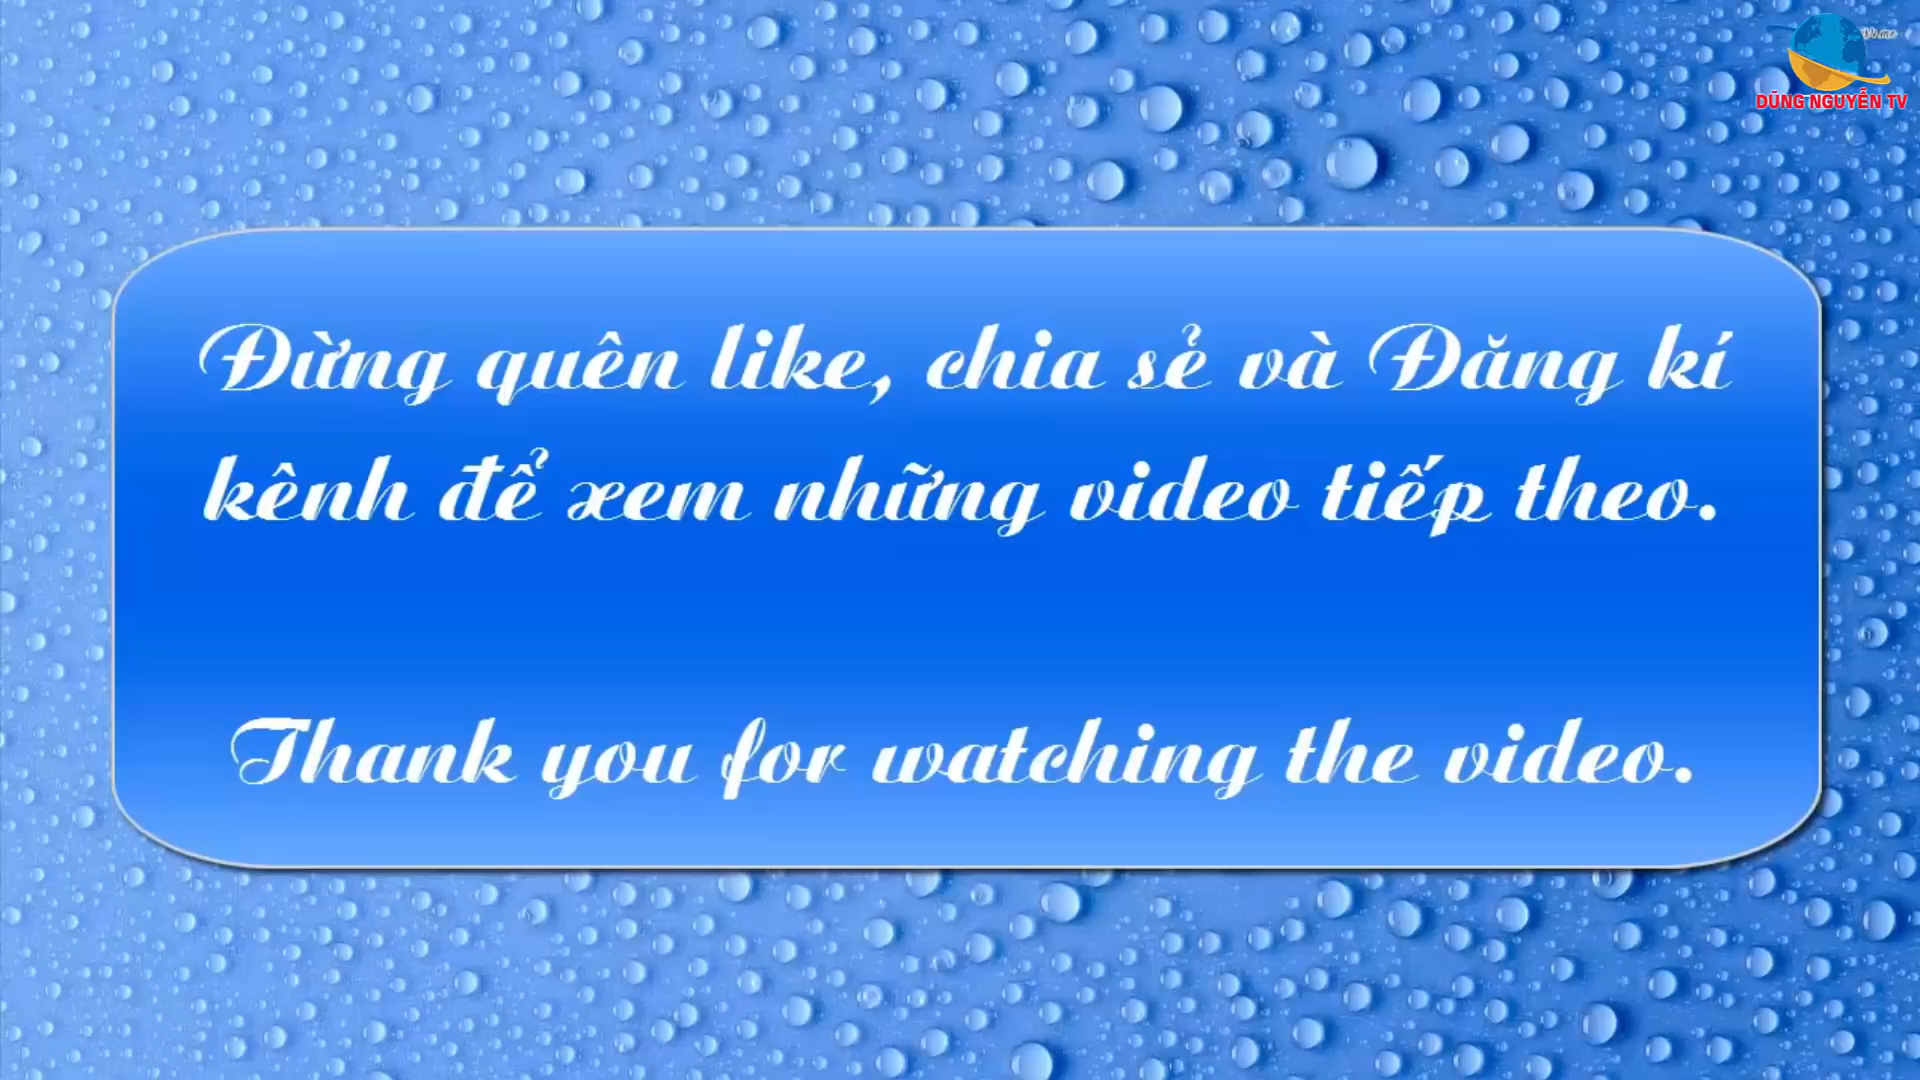 DŨNG NGUYỄN TV
Đừng quên like, chia sẻ và Đăng kí
kênh để xem những video tiếp theo.
Thank you for watching the video.